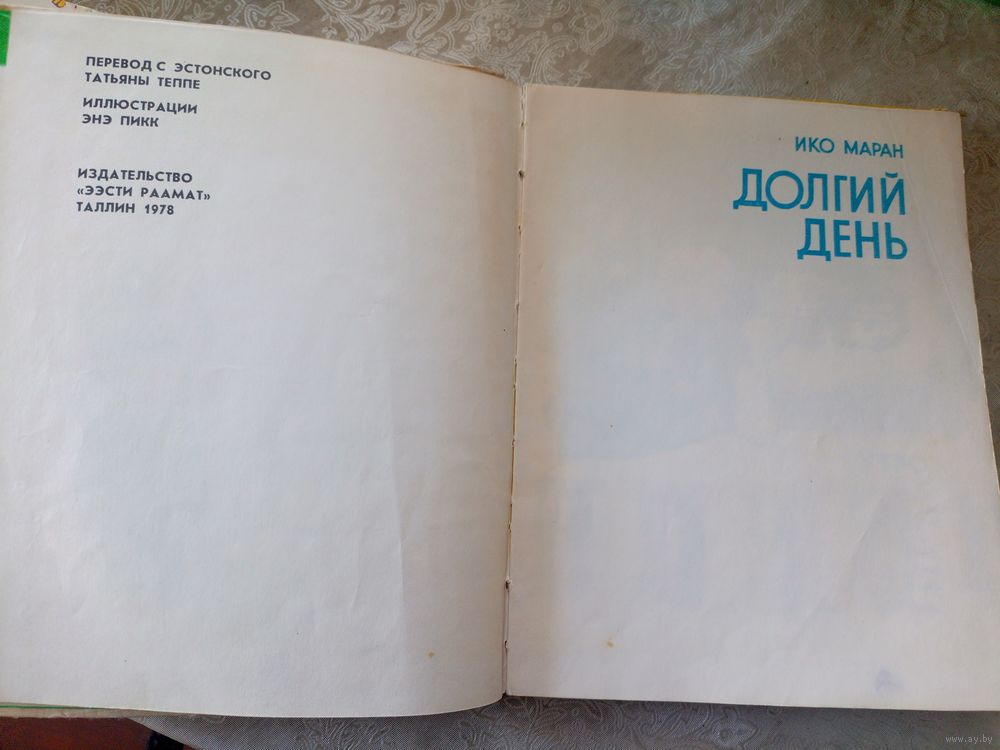 ПЕРЕВОД С ЭСТОНСКОГО
ТАТЬЯНЫ ТЕППЕ
ИЛЛЮСТРАЦИИ
ЭНЭ ПИКК
ИЗДАТЕЛЬСТВО
«ЭЭСТИ РААМАТ»
ТАЛЛИН 1978
ИКО МАРАН
ДОЛГИЙ
ДЕНЬ
www.ay.by